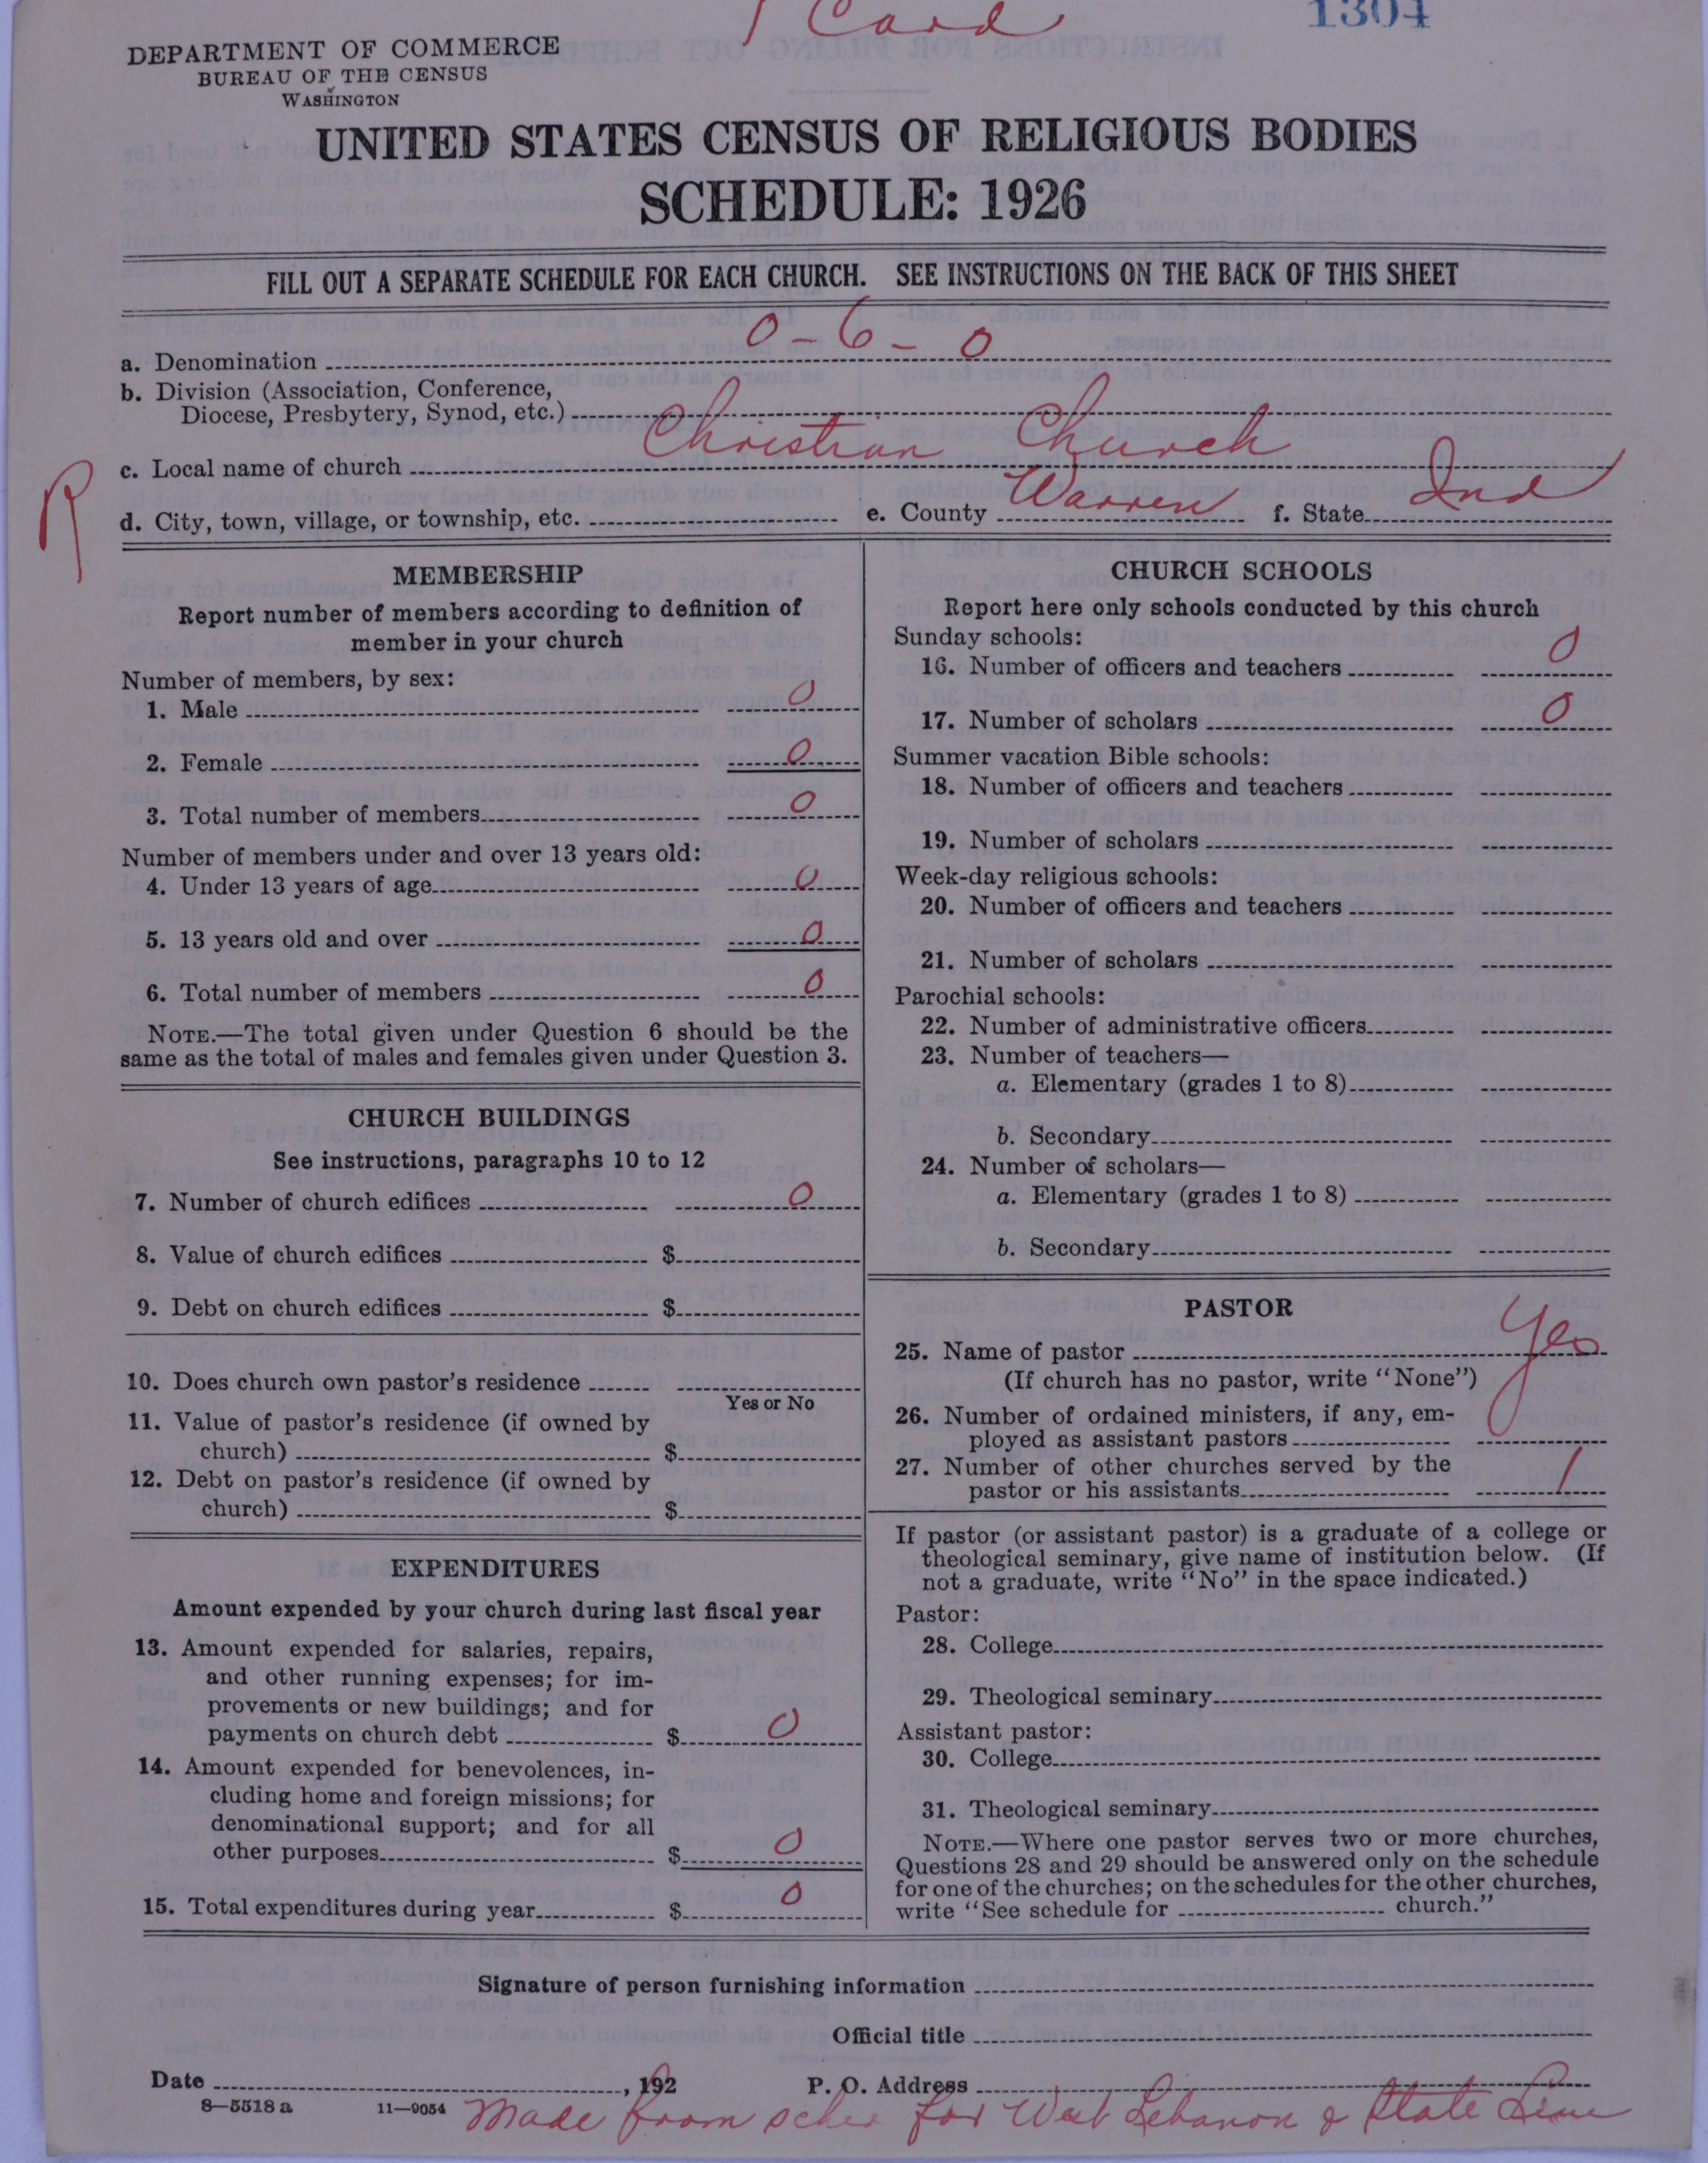 1 Card
1304
DEPARTMENT OF COMMERCE
BUREAU OF THE CENSUS
WASHINGTON
UNITED STATES CENSUS OF RELIGIOUS BODIES
SCHEDULE: 1926
FILL OUT A SEPARATE SCHEDULE FOR EACH CHURCH. SEE INSTRUCTIONS ON THE BACK OF THIS SHEET
a. Denomination 0-6-0
b. Division (Association, Conference,
Diocese, Presbytery, Synod, etc.)
c. Local name of church Christian Church
R
d. City, town, village, or township, etc. e. County Warren f. State Ind
MEMBERSHIP
Report number of members according to definition of
member in your church
Number of members, by sex:
1. Male 0
2. Female 0
3. Total number of members 0
Number of members under and over 13 years old:
4. Under 13 years of age 0
5. 13 years old and over 0
6. Total number of members 0
NOTE.—The total given under Question 6 should be the
same as the total of males and females given under Question 3.
CHURCH BUILDINGS
See instructions, paragraphs 10 to 12
7. Number of church edifices 0
8. Value of church edifices $
9. Debt on church edifices $
10. Does church own pastor's residence
Yes or No
11. Value of pastor's residence (if owned by
church) $
12. Debt on pastor's residence (if owned by
church) $
EXPENDITURES
Amount expended by your church during last fiscal year
13. Amount expended for salaries, repairs,
and other running expenses; for im-
provements or new buildings; and for
payments on church debt $ 0
14. Amount expended for benevolences, in-
cluding home and foreign missions; for
denominational support; and for all
other purposes $ 0
15. Total expenditures during year $ 0
CHURCH SCHOOLS
Report here only schools conducted by this church
Sunday schools:
16. Number of officers and teachers 0
17. Number of scholars 0
Summer vacation Bible schools:
18. Number of officers and teachers
19. Number of scholars
Week-day religious schools:
20. Number of officers and teachers
21. Number of scholars
Parochial schools:
22. Number of administrative officers
23. Number of teachers—
a. Elementary (grades 1 to 8)
b. Secondary
24. Number of scholars—
a. Elementary (grades 1 to 8)
b. Secondary
PASTOR
25. Name of pastor Yes
(If church has no pastor, write "None")
26. Number of ordained ministers, if any, em-
ployed as assistant pastors
27. Number of other churches served by the
pastor or his assistants 1
If pastor (or assistant pastor) is a graduate of a college or
theological seminary, give name of institution below. (If
not a graduate, write "No" in the space indicated.)
Pastor:
28. College
29. Theological seminary
Assistant pastor:
30. College
31. Theological seminary
NOTE.—Where one pastor serves two or more churches,
Questions 28 and 29 should be answered only on the schedule
for one of the churches; on the schedules for the other churches,
write "See schedule for church."
Signature of person furnishing information
Official title
Date , 192 P. O. Address
8—5518 a 11—9054
Made from sche for West Lebanon & State Line